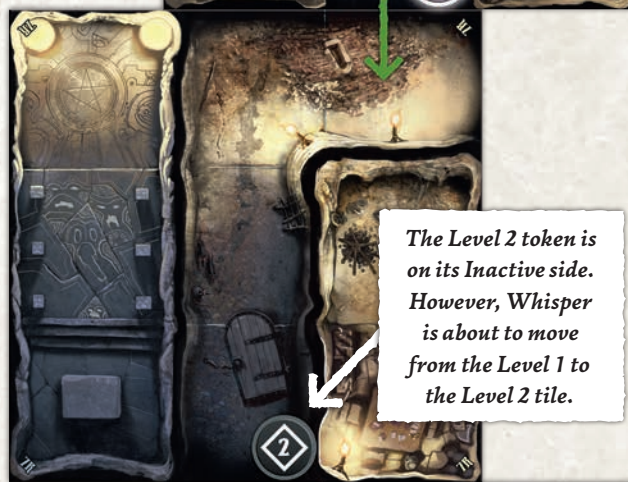 The Level 2 token is
on its Inactive side.
However, Whisper
is about to move
from the Level 1 to
the Level 2 tile.
2